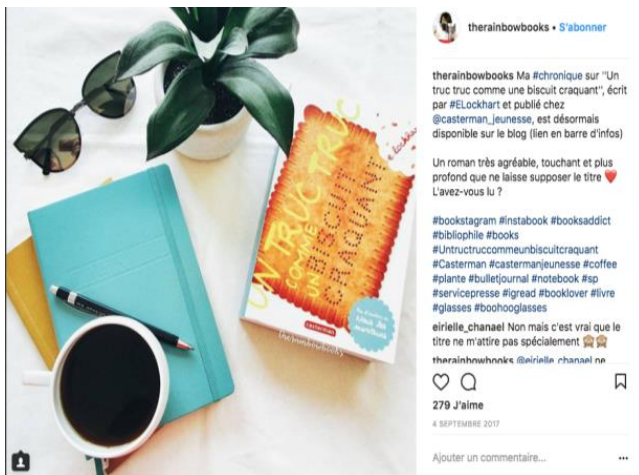 therainbowbooks • S'abonner
therainbowbooks Ma #chronique sur "Un
truc truc comme une biscuit craquant", écrit
par #ELockhart et publié chez
@casterman_jeunesse, est désormais
disponible sur le blog (lien en barre d'infos)
Un roman très agréable, touchant et plus
profond que ne laisse supposer le titre ❤️
L'avez-vous lu ?
#bookstagram #instabook #booksaddict
#bibliophile #books
#Untructruccommeunbiscuitcraquant
#Casterman #castermanjeunesse #coffee
#plante #bulletjournal #notebook #sp
#servicepresse #igread #booklover #livre
#glasses #boohooglasses
eirielle_chanael Non mais c'est vrai que le
titre ne m'attire pas spécialement 🙈🙈
therainbowbooks @eirielle_chanael ne
279 J'aime
4 SEPTEMBRE 2017
Ajouter un commentaire...
e. lockhart
UN TRUC TRUC
COMME
UN
BISCUIT
CRAQUANT
casterman
therainbowbooks